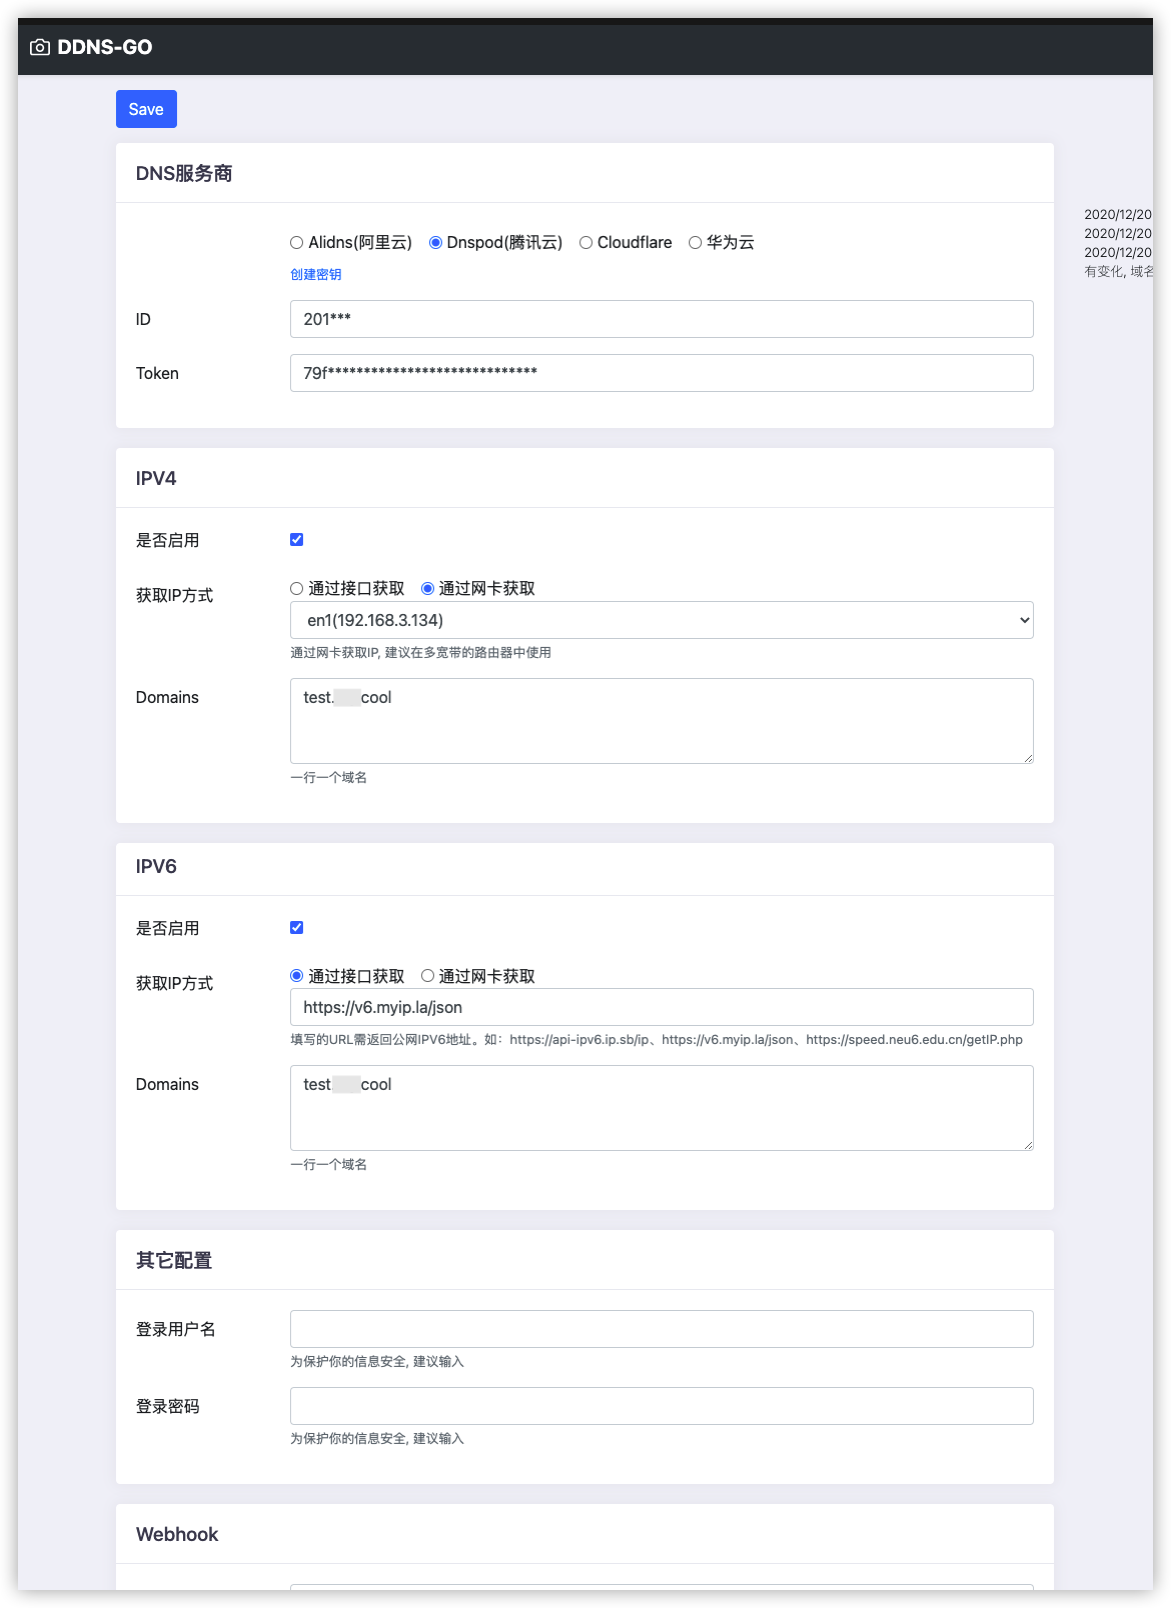 DDNS-GO
Save
DNS服务商
Alidns(阿里云) Dnspod(腾讯云) Cloudflare 华为云
创建密钥
ID 201***
Token 79f*****************************
2020/12/20
2020/12/20
2020/12/20
有变化, 域名
IPV4
是否启用
获取IP方式 通过接口获取 通过网卡获取
en1(192.168.3.134)
通过网卡获取IP, 建议在多宽带的路由器中使用
Domains test. cool
一行一个域名
IPV6
是否启用
获取IP方式 通过接口获取 通过网卡获取
https://v6.myip.la/json
填写的URL需返回公网IPV6地址。如：https://api-ipv6.ip.sb/ip、https://v6.myip.la/json、https://speed.neu6.edu.cn/getIP.php
Domains test cool
一行一个域名
其它配置
登录用户名
为保护你的信息安全, 建议输入
登录密码
为保护你的信息安全, 建议输入
Webhook